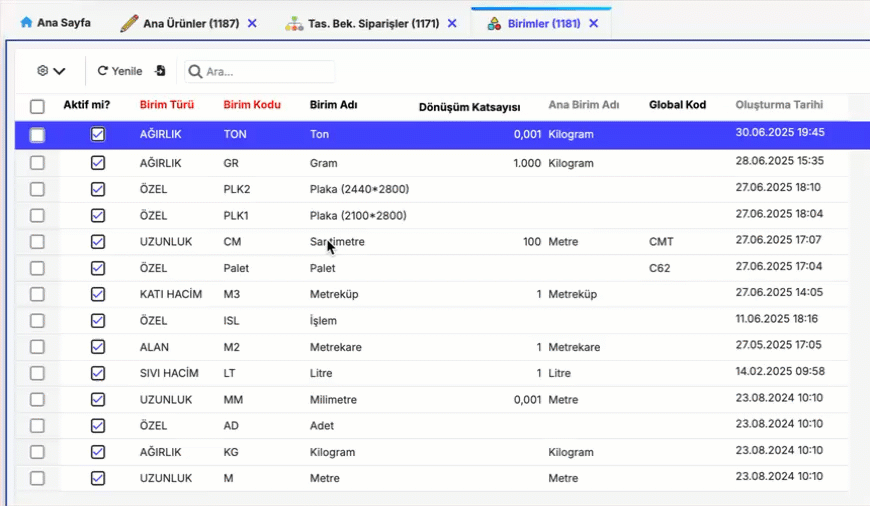 Ana Sayfa Ana Ürünler (1187) Tas. Bek. Siparişler (1171) Birimler (1181)
Yenile Ara...
Aktif mi? Birim Türü Birim Kodu Birim Adı Dönüşüm Katsayısı Ana Birim Adı Global Kod Oluşturma Tarihi
AĞIRLIK TON Ton 0,001 Kilogram 30.06.2025 19:45
AĞIRLIK GR Gram 1.000 Kilogram 28.06.2025 15:35
ÖZEL PLK2 Plaka (2440*2800) 27.06.2025 18:10
ÖZEL PLK1 Plaka (2100*2800) 27.06.2025 18:04
UZUNLUK CM Santimetre 100 Metre CMT 27.06.2025 17:07
ÖZEL Palet Palet C62 27.06.2025 17:04
KATI HACİM M3 Metreküp 1 Metreküp 27.06.2025 14:05
ÖZEL ISL İşlem 11.06.2025 18:16
ALAN M2 Metrekare 1 Metrekare 27.05.2025 17:05
SIVI HACİM LT Litre 1 Litre 14.02.2025 09:58
UZUNLUK MM Milimetre 0,001 Metre 23.08.2024 10:10
ÖZEL AD Adet 23.08.2024 10:10
AĞIRLIK KG Kilogram Kilogram 23.08.2024 10:10
UZUNLUK M Metre Metre 23.08.2024 10:10